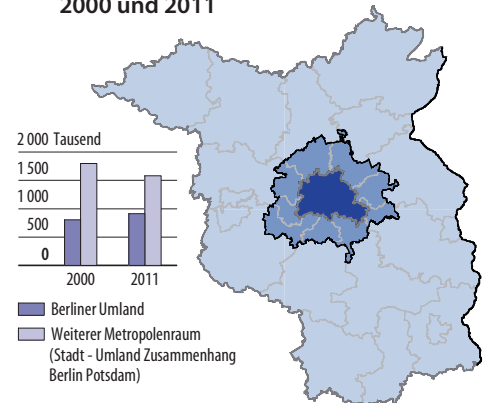 2000 und 2011
2 000 Tausend
1 500
1 000
500
0
2000 2011
Berliner Umland
Weiterer Metropolenraum
(Stadt - Umland Zusammenhang
Berlin Potsdam)